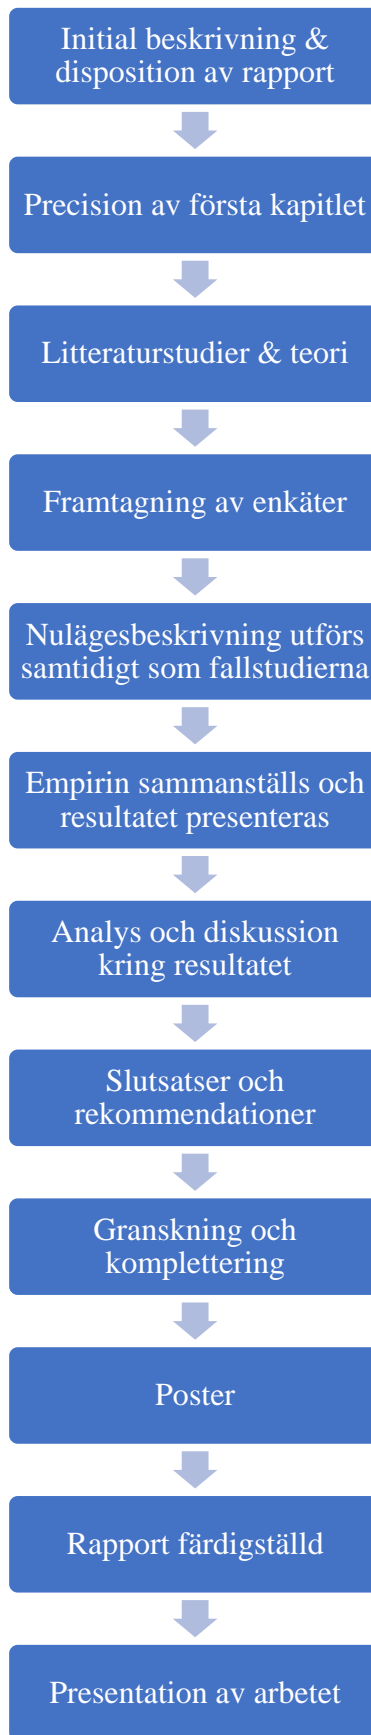 Initial beskrivning &
disposition av rapport
Precision av första kapitlet
Litteraturstudier & teori
Framtagning av enkäter
Nulägesbeskrivning utförs
samtidigt som fallstudierna
Empirin sammanställs och
resultatet presenteras
Analys och diskussion
kring resultatet
Slutsatser och
rekommendationer
Granskning och
komplettering
Poster
Rapport färdigställd
Presentation av arbetet